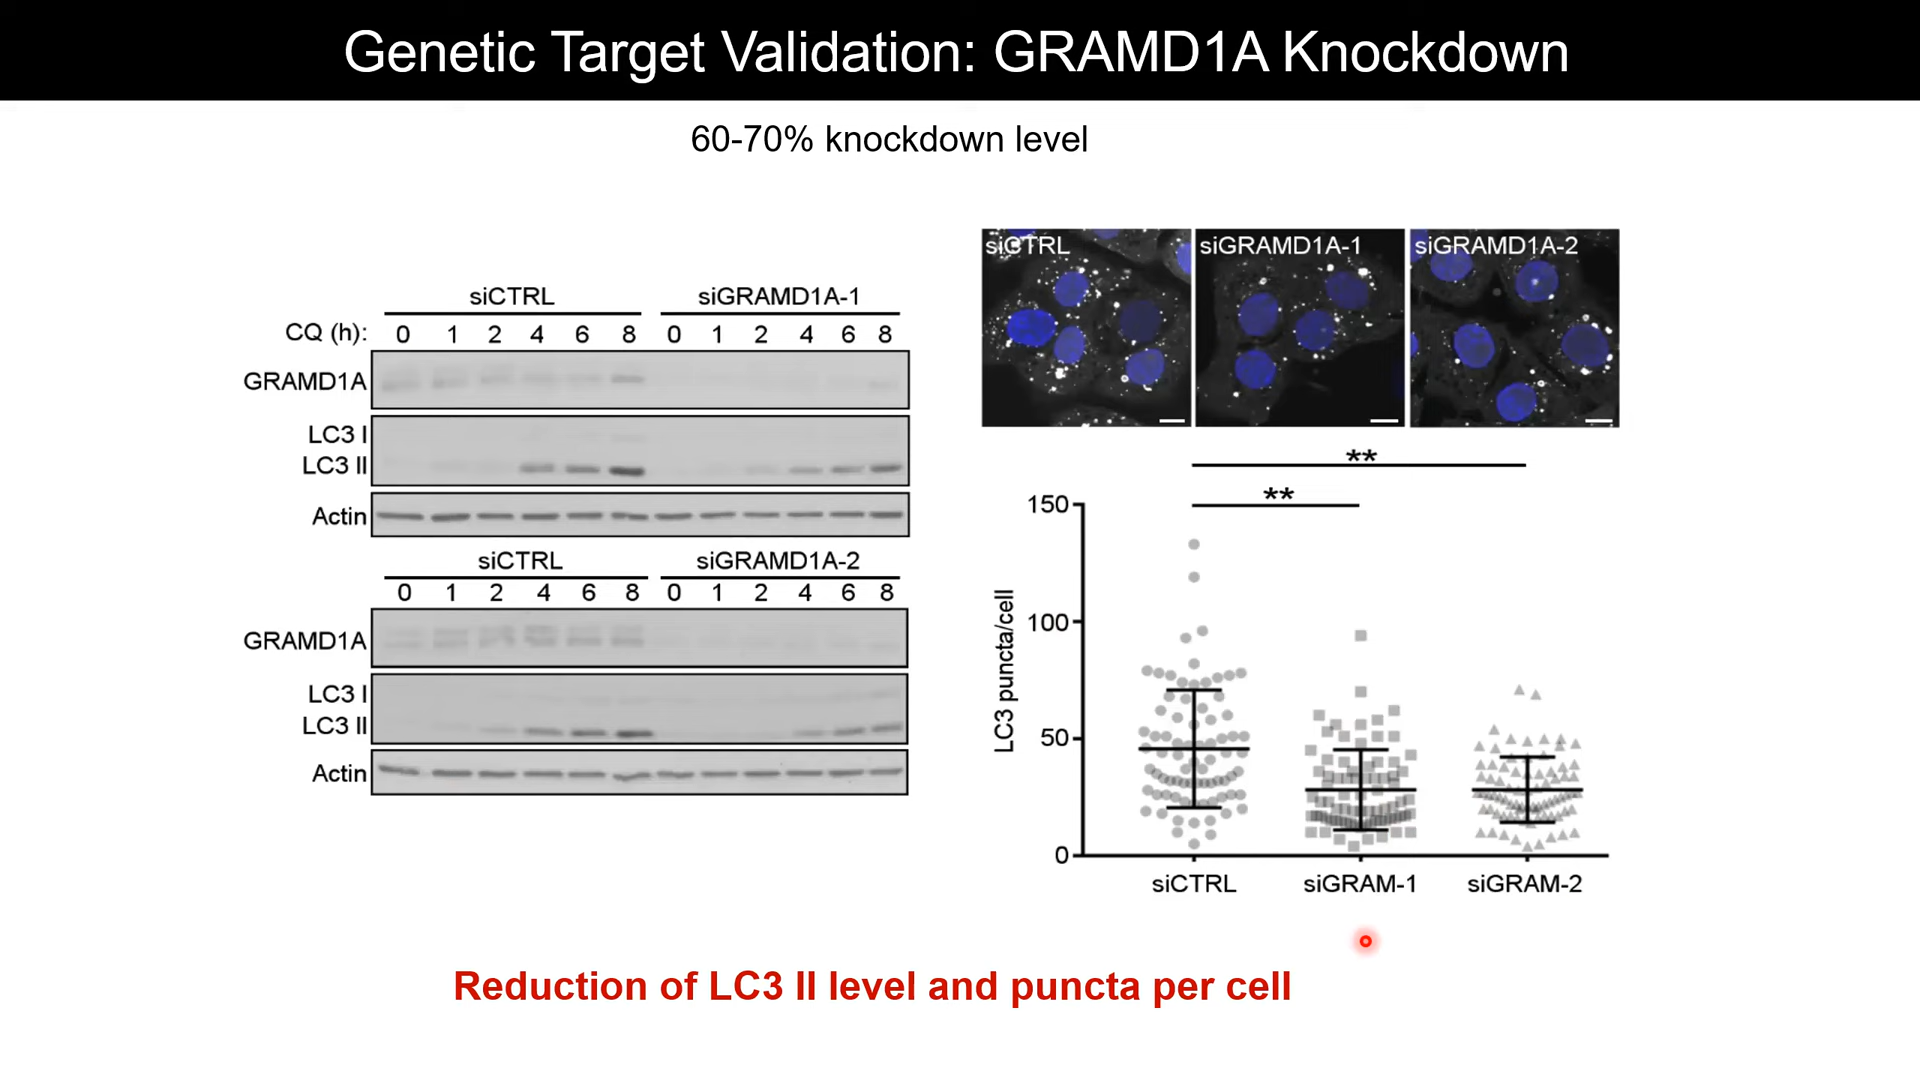 Genetic Target Validation: GRAMD1A Knockdown
60-70% knockdown level
siCTRL siGRAMD1A-1
CQ (h): 0 1 2 4 6 8 0 1 2 4 6 8
GRAMD1A
LC3 I
LC3 II
Actin
siCTRL siGRAMD1A-2
0 1 2 4 6 8 0 1 2 4 6 8
GRAMD1A
LC3 I
LC3 II
Actin
siCTRL siGRAMD1A-1 siGRAMD1A-2
**
**
150
100
50
0
LC3 puncta/cell
siCTRL siGRAM-1 siGRAM-2
Reduction of LC3 II level and puncta per cell